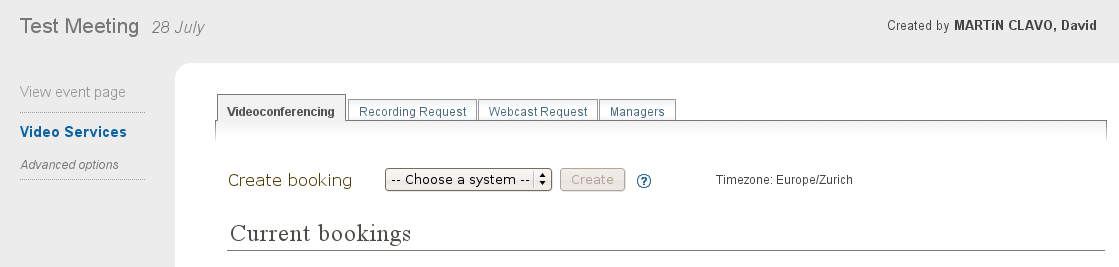 Test Meeting 28 July
Created by MARTíN CLAVO, David
View event page
Video Services
Advanced options
Videoconferencing Recording Request Webcast Request Managers
Create booking -- Choose a system -- Create ? Timezone: Europe/Zurich
Current bookings